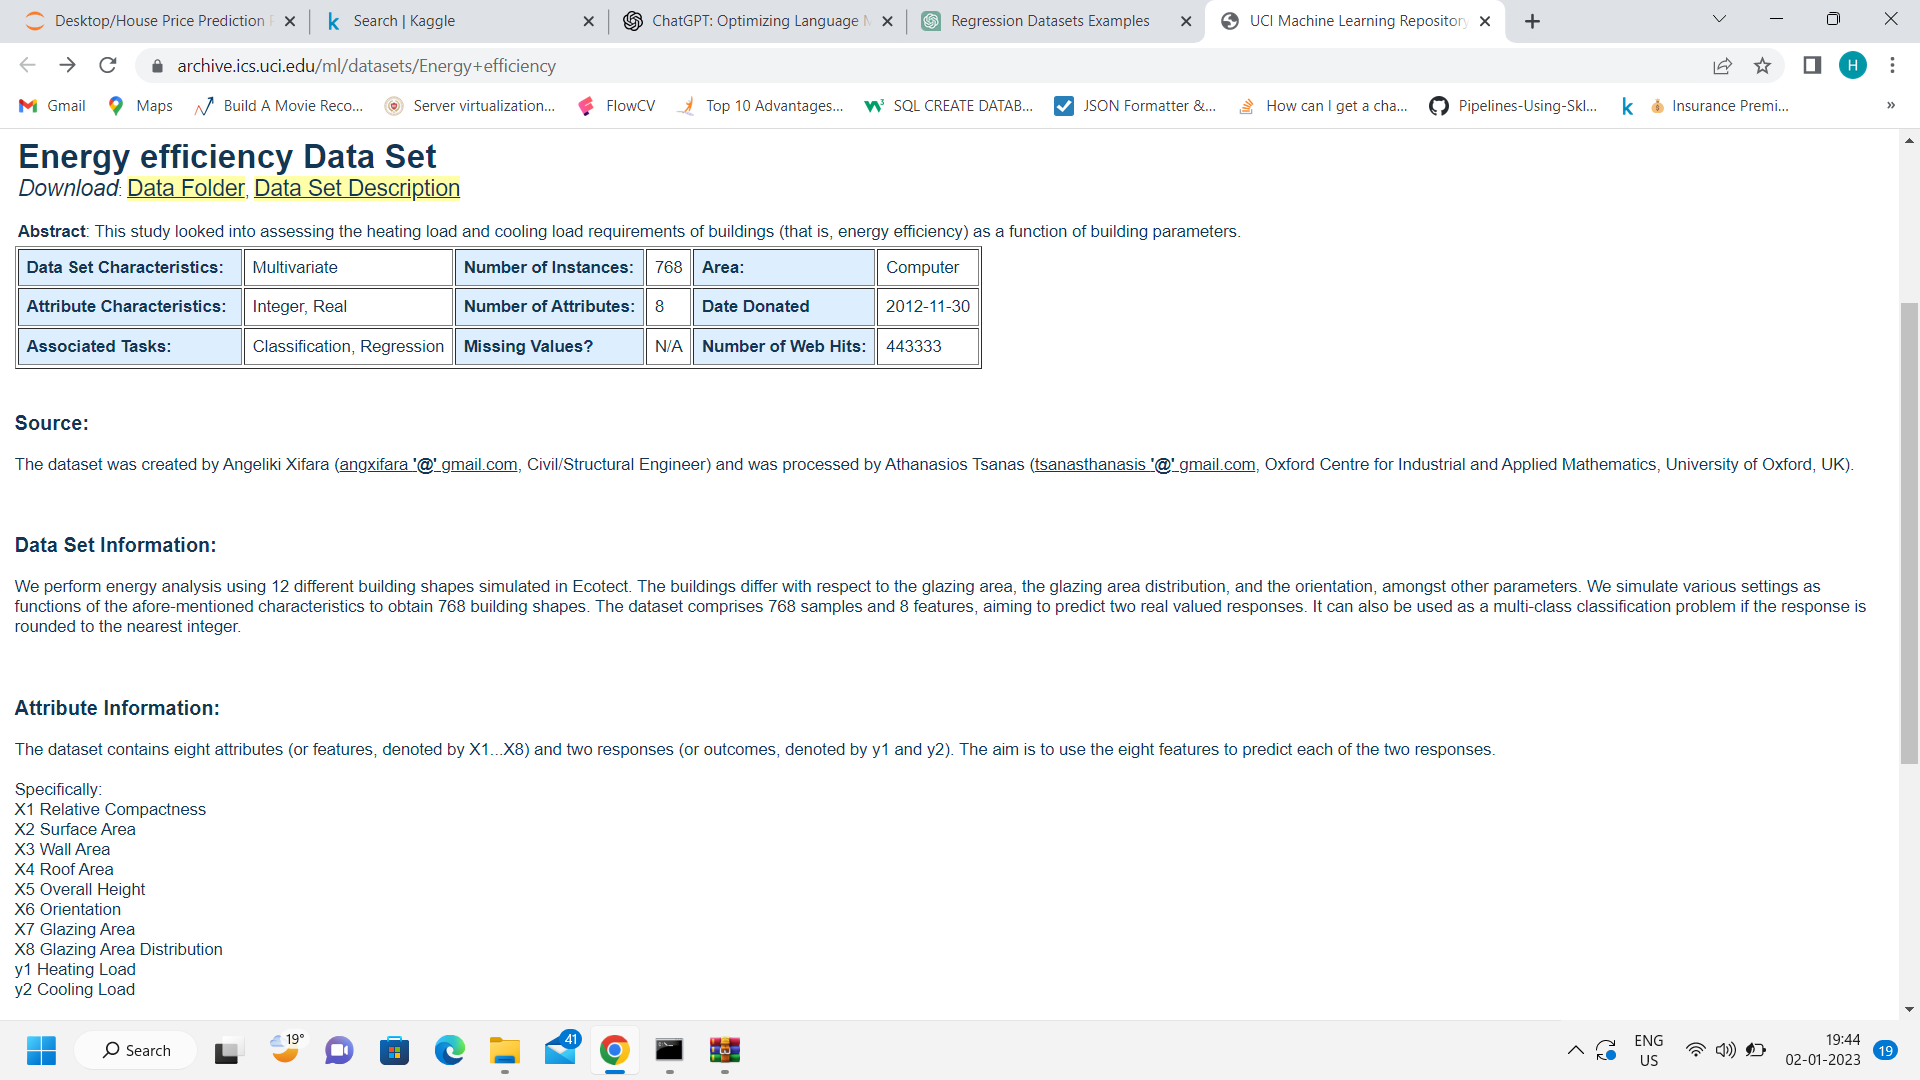 Desktop/House Price Prediction
Search | Kaggle
ChatGPT: Optimizing Language
Regression Datasets Examples
UCI Machine Learning Repository
archive.ics.uci.edu/ml/datasets/Energy+efficiency
H
Gmail
Maps
Build A Movie Reco...
Server virtualization...
FlowCV
Top 10 Advantages...
SQL CREATE DATAB...
JSON Formatter &...
How can I get a cha...
Pipelines-Using-Skl...
Insurance Premi...
»
Energy efficiency Data Set
Download: Data Folder, Data Set Description
Abstract: This study looked into assessing the heating load and cooling load requirements of buildings (that is, energy efficiency) as a function of building parameters.
Data Set Characteristics: Multivariate Number of Instances: 768 Area: Computer
Attribute Characteristics: Integer, Real Number of Attributes: 8 Date Donated 2012-11-30
Associated Tasks: Classification, Regression Missing Values? N/A Number of Web Hits: 443333
Source:
The dataset was created by Angeliki Xifara (angxifara '@' gmail.com, Civil/Structural Engineer) and was processed by Athanasios Tsanas (tsanasthanasis '@' gmail.com, Oxford Centre for Industrial and Applied Mathematics, University of Oxford, UK).
Data Set Information:
We perform energy analysis using 12 different building shapes simulated in Ecotect. The buildings differ with respect to the glazing area, the glazing area distribution, and the orientation, amongst other parameters. We simulate various settings as
functions of the afore-mentioned characteristics to obtain 768 building shapes. The dataset comprises 768 samples and 8 features, aiming to predict two real valued responses. It can also be used as a multi-class classification problem if the response is
rounded to the nearest integer.
Attribute Information:
The dataset contains eight attributes (or features, denoted by X1...X8) and two responses (or outcomes, denoted by y1 and y2). The aim is to use the eight features to predict each of the two responses.
Specifically:
X1 Relative Compactness
X2 Surface Area
X3 Wall Area
X4 Roof Area
X5 Overall Height
X6 Orientation
X7 Glazing Area
X8 Glazing Area Distribution
y1 Heating Load
y2 Cooling Load
Search
19°
41
ENG
US
19:44
02-01-2023
19